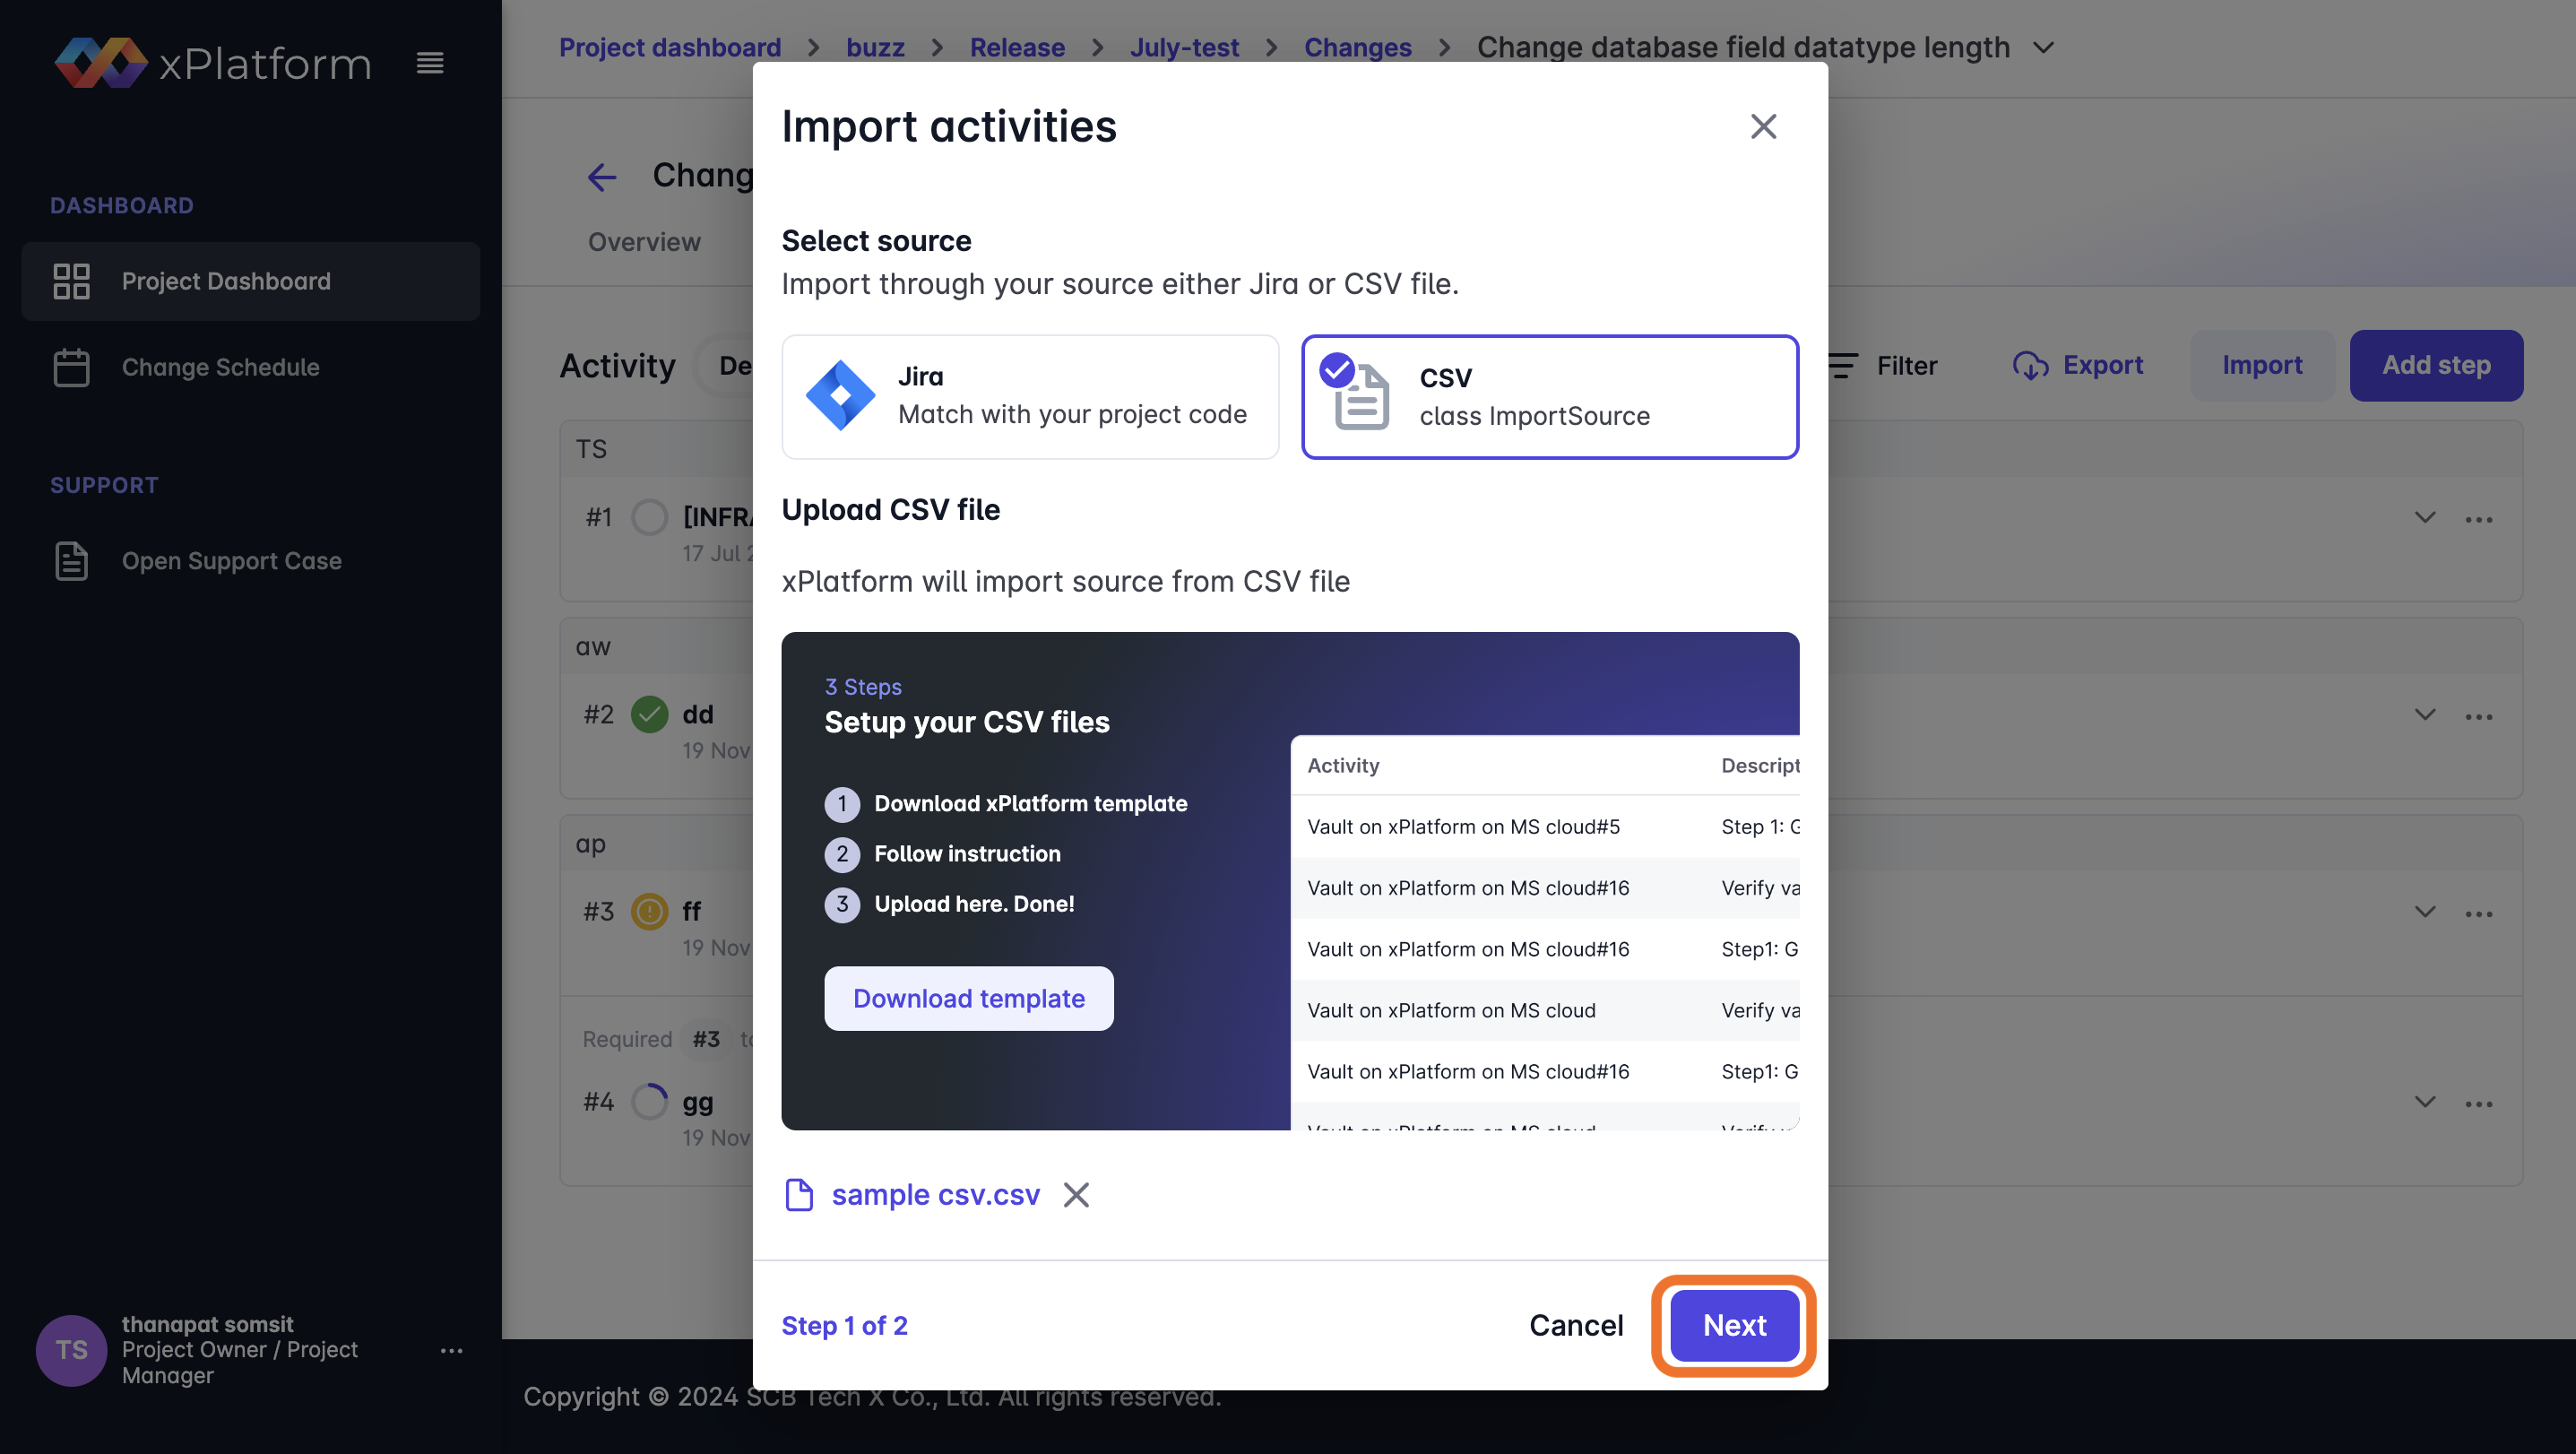 xPlatform
DASHBOARD
Project Dashboard
Change Schedule
SUPPORT
Open Support Case
TS
thanapat somsit
Project Owner / Project
Manager
Project dashboard > buzz > Release > July-test > Changes > Change database field datatype length
Chang
Overview
Activity De
Filter Export Import Add step
TS
#1 [INFRA
17 Jul
aw
#2 dd
19 Nov
ap
#3 ff
19 Nov
Required #3
#4 gg
19 Nov
Import activities
Select source
Import through your source either Jira or CSV file.
Jira
Match with your project code
CSV
class ImportSource
Upload CSV file
xPlatform will import source from CSV file
3 Steps
Setup your CSV files
1 Download xPlatform template
2 Follow instruction
3 Upload here. Done!
Download template
Activity Descript
Vault on xPlatform on MS cloud#5 Step 1: G
Vault on xPlatform on MS cloud#16 Verify va
Vault on xPlatform on MS cloud#16 Step1: G
Vault on xPlatform on MS cloud Verify va
Vault on xPlatform on MS cloud#16 Step1: G
Vault on xPlatform on MS cloud
sample csv.csv
Step 1 of 2
Cancel
Next
Copyright © 2024 SCB Tech X Co., Ltd. All rights reserved.